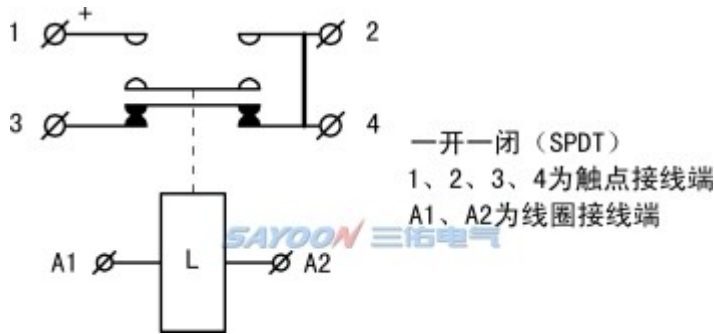 1 + 2
3 4
一开一闭（SPDT）
1、2、3、4为触点接线端
A1、A2为线圈接线端
SAYOON 三佑电气
A1 L A2